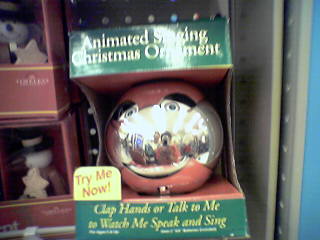 Animated Singing
Christmas Ornament
Try Me
Now!
Clap Hands or Talk to Me
to Watch Me Speak and Sing